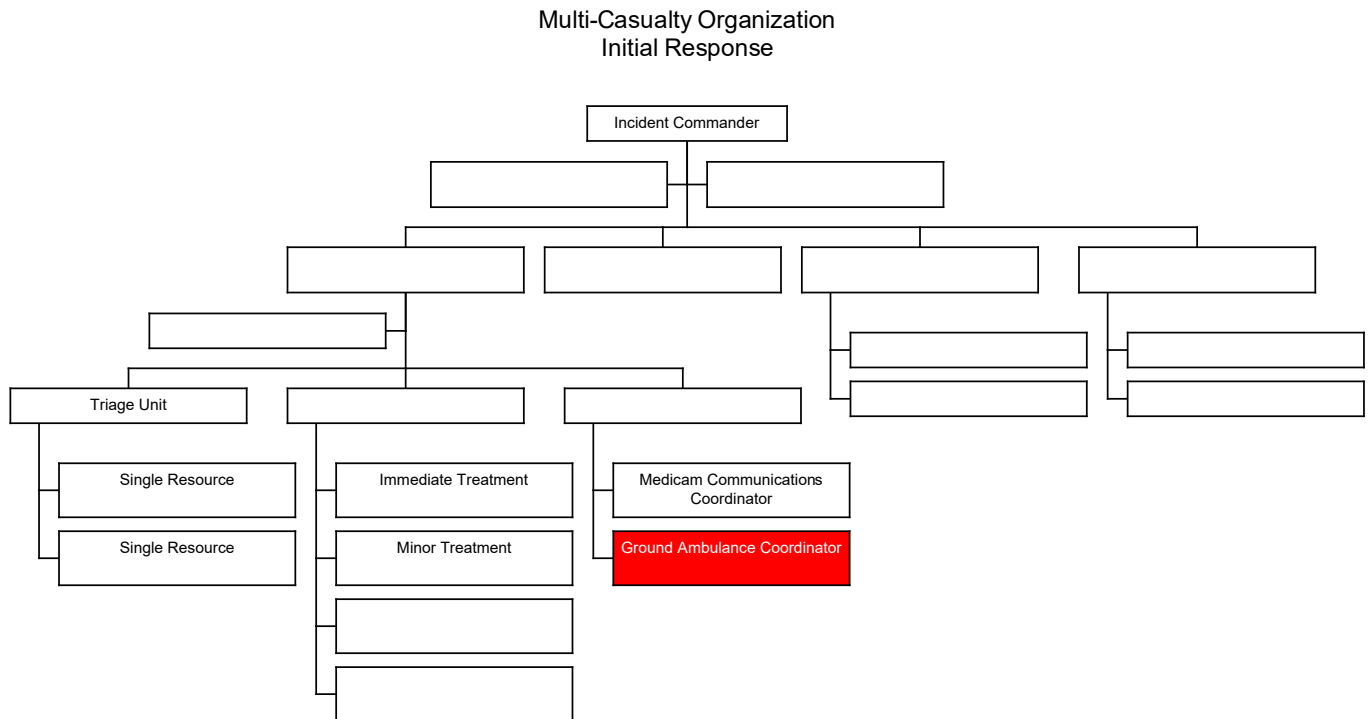 Multi-Casualty Organization
Initial Response
Incident Commander
Triage Unit
Single Resource
Immediate Treatment
Medicam Communications
Coordinator
Single Resource
Minor Treatment
Ground Ambulance Coordinator